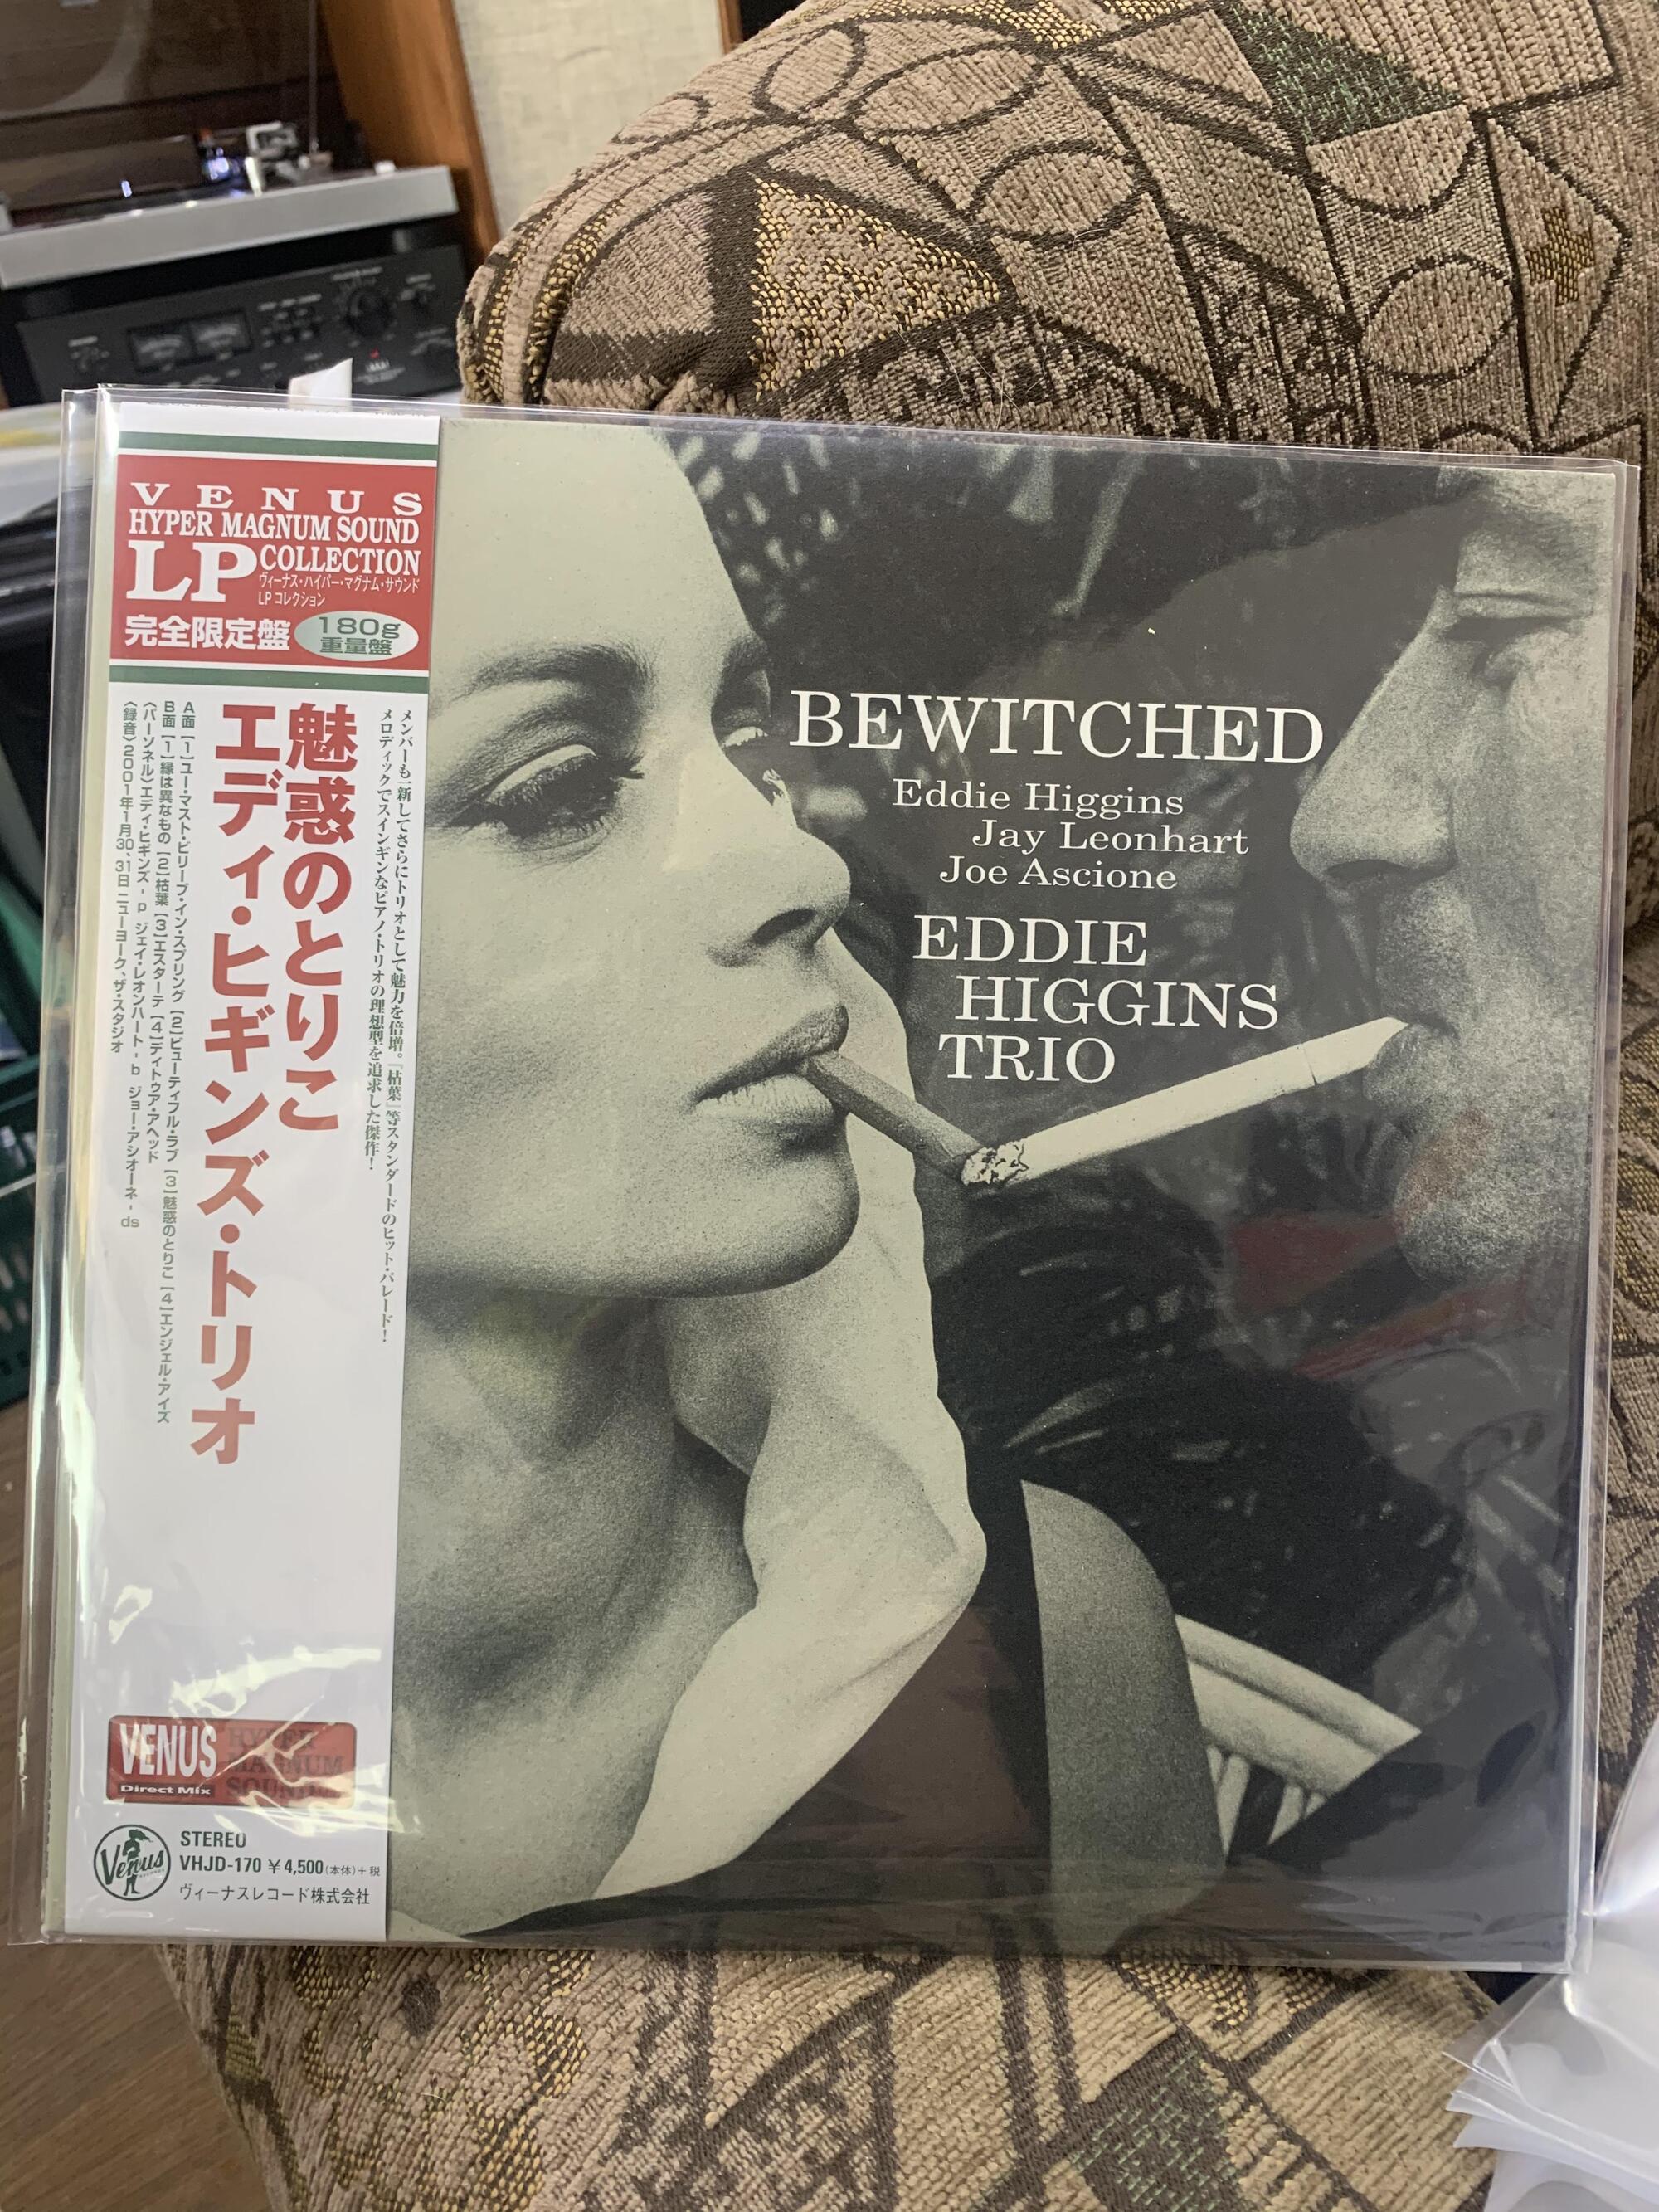 VENUS
HYPER MAGNUM SOUND
LP COLLECTION
ヴィーナス・ハイパー・マグナム・サウンド
LPコレクション
完全限定盤
180g
重量盤
メンバーも一新してさらにトリオとして魅力を倍増。『枯葉』等スタンダードのヒット・パレード!
メロディックでスインギンなピアノ・トリオの理想型を追求した傑作!
魅惑のとりこ
エディ・ヒギンズ・トリオ
A面 [1]ユー・マスト・ビリーブ・イン・スプリング [2]ビューティフル・ラブ [3]魅惑のとりこ [4]エンジェル・アイズ
B面 [1]縁は異なもの [2]枯葉 [3]エスターテ [4]ディトゥア・アヘッド
〈パーソネル〉エディ・ヒギンズ - p ジェイ・レオンハート - b ジョー・アシオーネ - ds
〈録音〉2001年1月30、31日 ニューヨーク、ザ・スタジオ
BEWITCHED
Eddie Higgins
Jay Leonhart
Joe Ascione
EDDIE
HIGGINS
TRIO
VENUS
Direct Mix
HYPER
MAGNUM
SOUND
Venus
STEREO
VHJD-170 ¥4,500(本体)+税
ヴィーナスレコード株式会社
AKAI